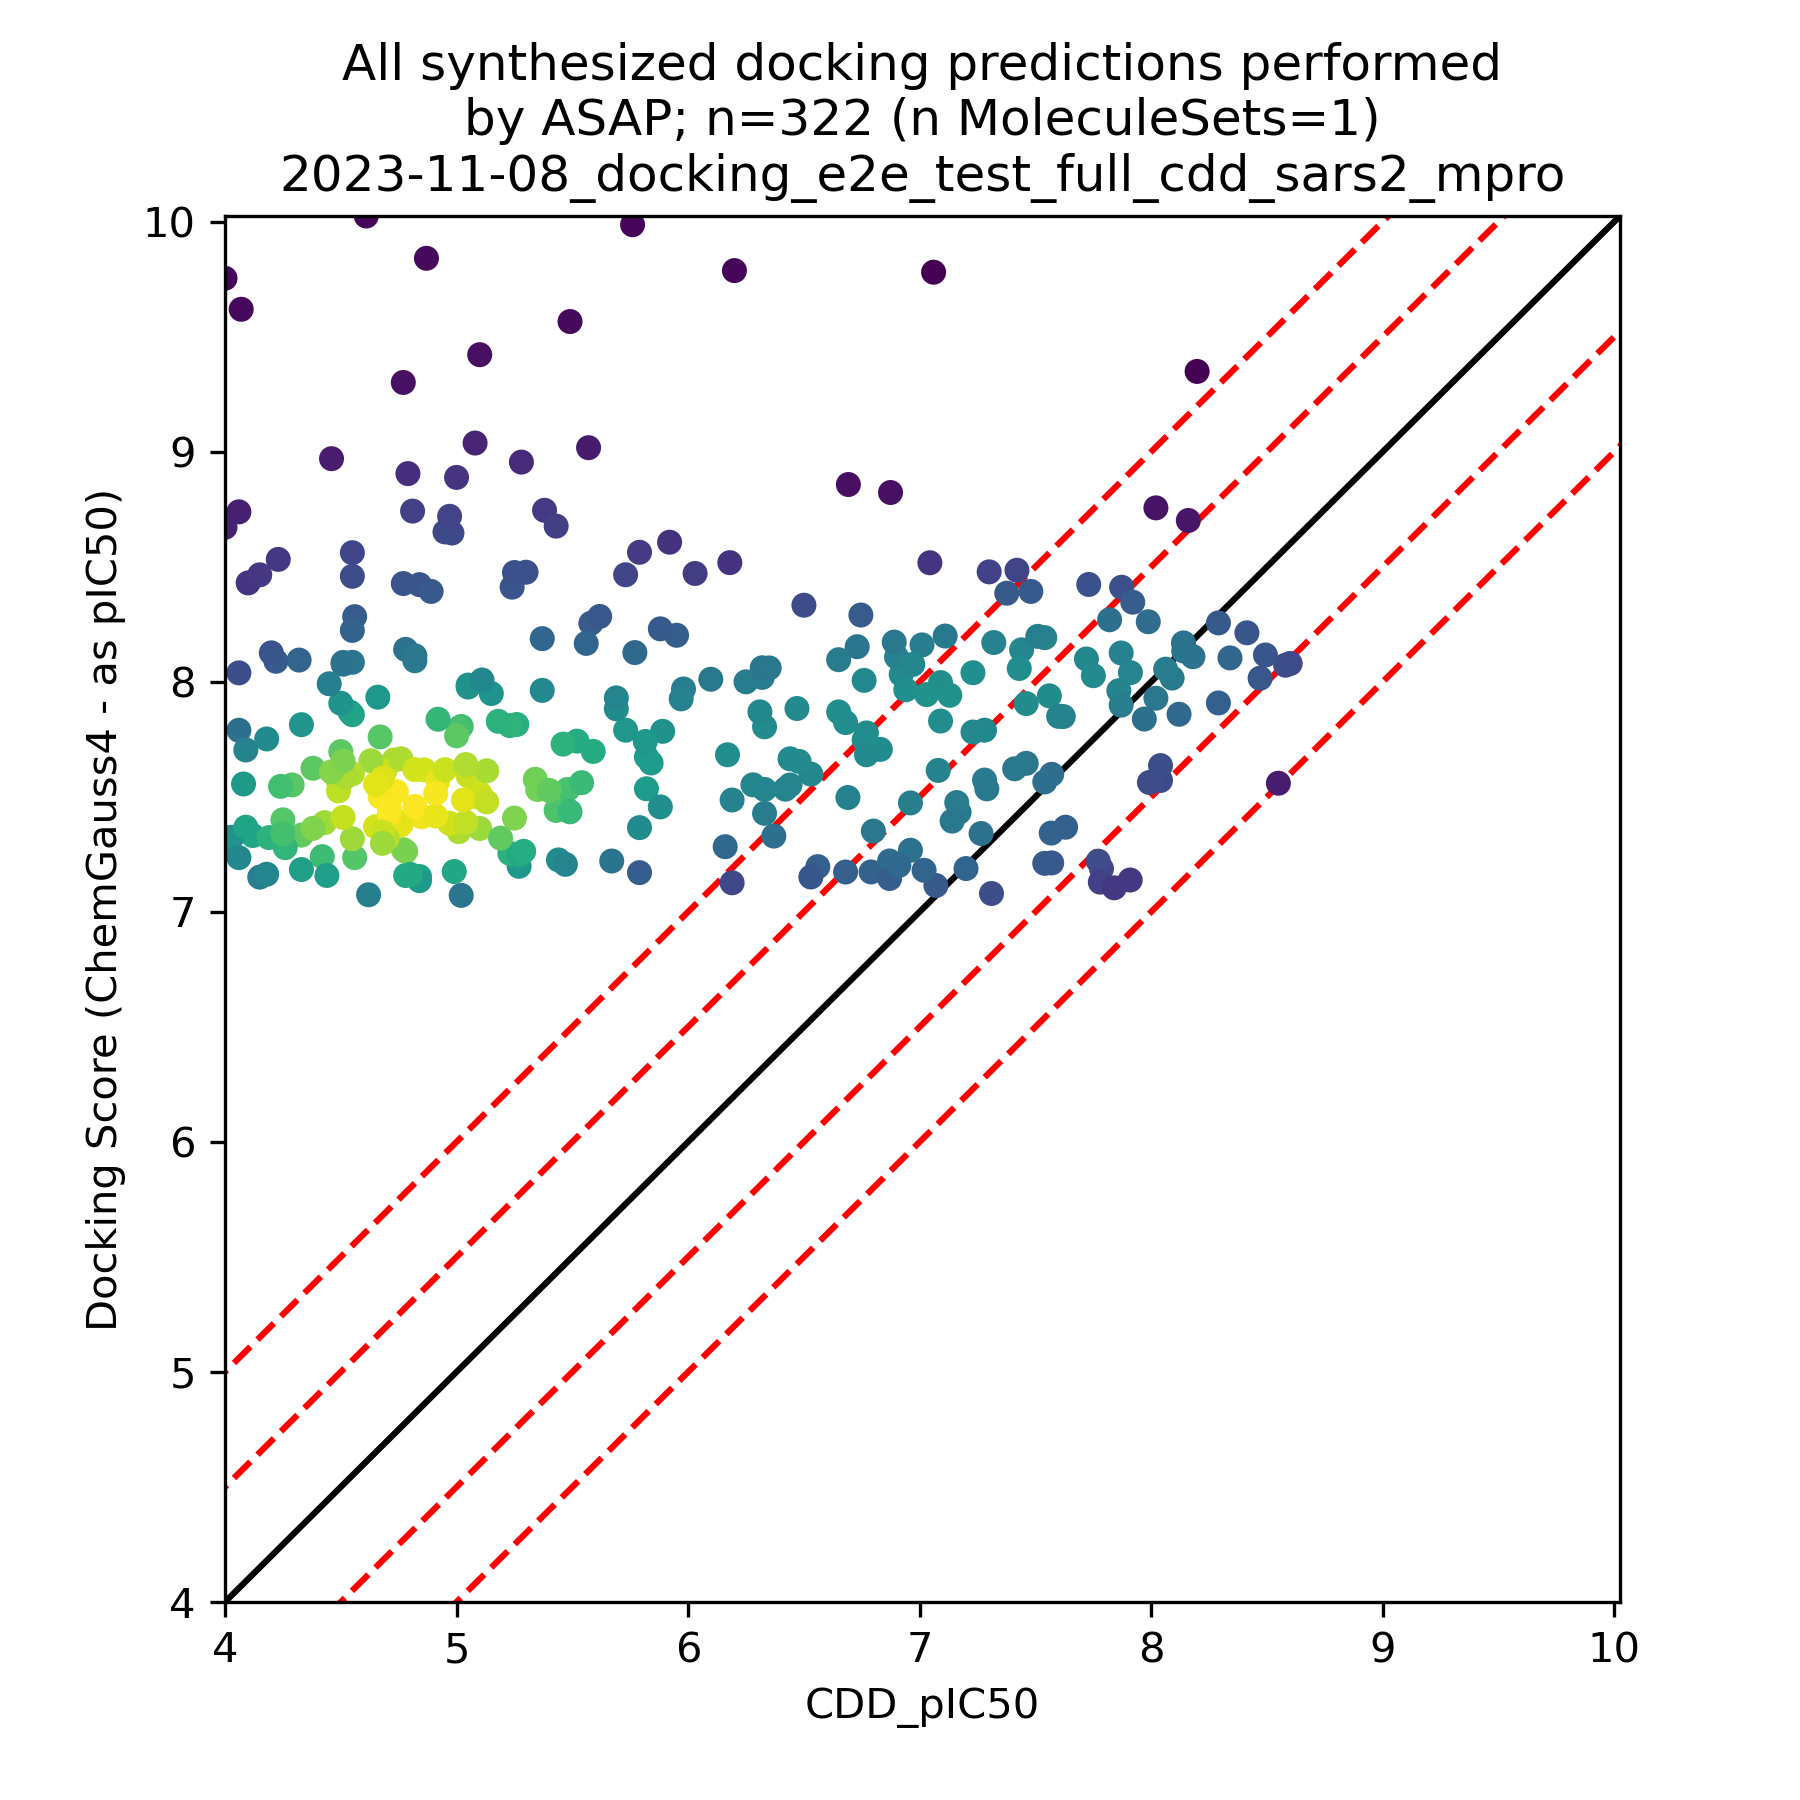 All synthesized docking predictions performed
by ASAP; n=322 (n MoleculeSets=1)
2023-11-08_docking_e2e_test_full_cdd_sars2_mpro
10
9
8
7
6
5
4
Docking Score (ChemGauss4 - as pIC50)
4 5 6 7 8 9 10
CDD_pIC50